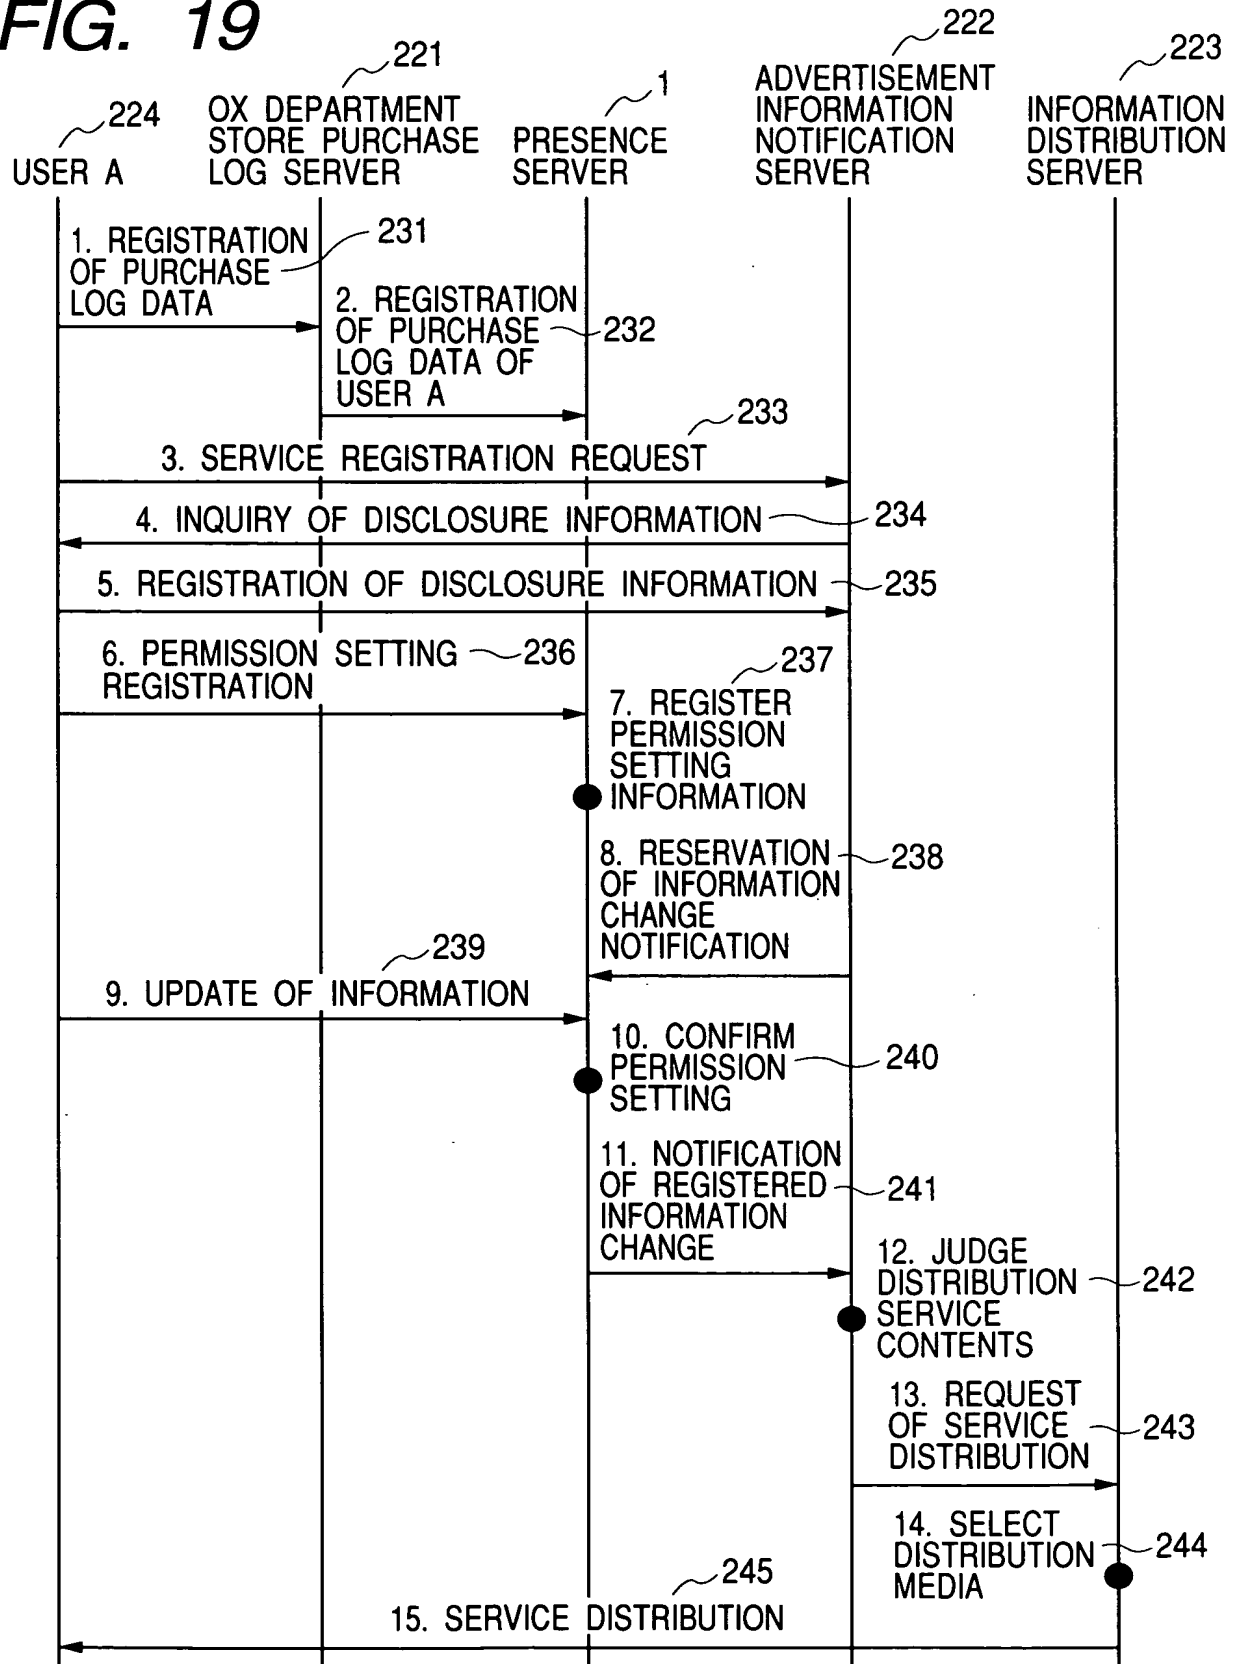 FIG. 19
224
USER A
221
OX DEPARTMENT
STORE PURCHASE
LOG SERVER
1
PRESENCE
SERVER
222
ADVERTISEMENT
INFORMATION
NOTIFICATION
SERVER
223
INFORMATION
DISTRIBUTION
SERVER
1. REGISTRATION
OF PURCHASE
LOG DATA
231
2. REGISTRATION
OF PURCHASE
LOG DATA OF
USER A
232
233
3. SERVICE REGISTRATION REQUEST
4. INQUIRY OF DISCLOSURE INFORMATION
234
5. REGISTRATION OF DISCLOSURE INFORMATION
235
6. PERMISSION SETTING
REGISTRATION
236
237
7. REGISTER
PERMISSION
SETTING
INFORMATION
8. RESERVATION
OF INFORMATION
CHANGE
NOTIFICATION
238
239
9. UPDATE OF INFORMATION
10. CONFIRM
PERMISSION
SETTING
240
11. NOTIFICATION
OF REGISTERED
INFORMATION
CHANGE
241
12. JUDGE
DISTRIBUTION
SERVICE
CONTENTS
242
13. REQUEST
OF SERVICE
DISTRIBUTION
243
14. SELECT
DISTRIBUTION
MEDIA
244
245
15. SERVICE DISTRIBUTION